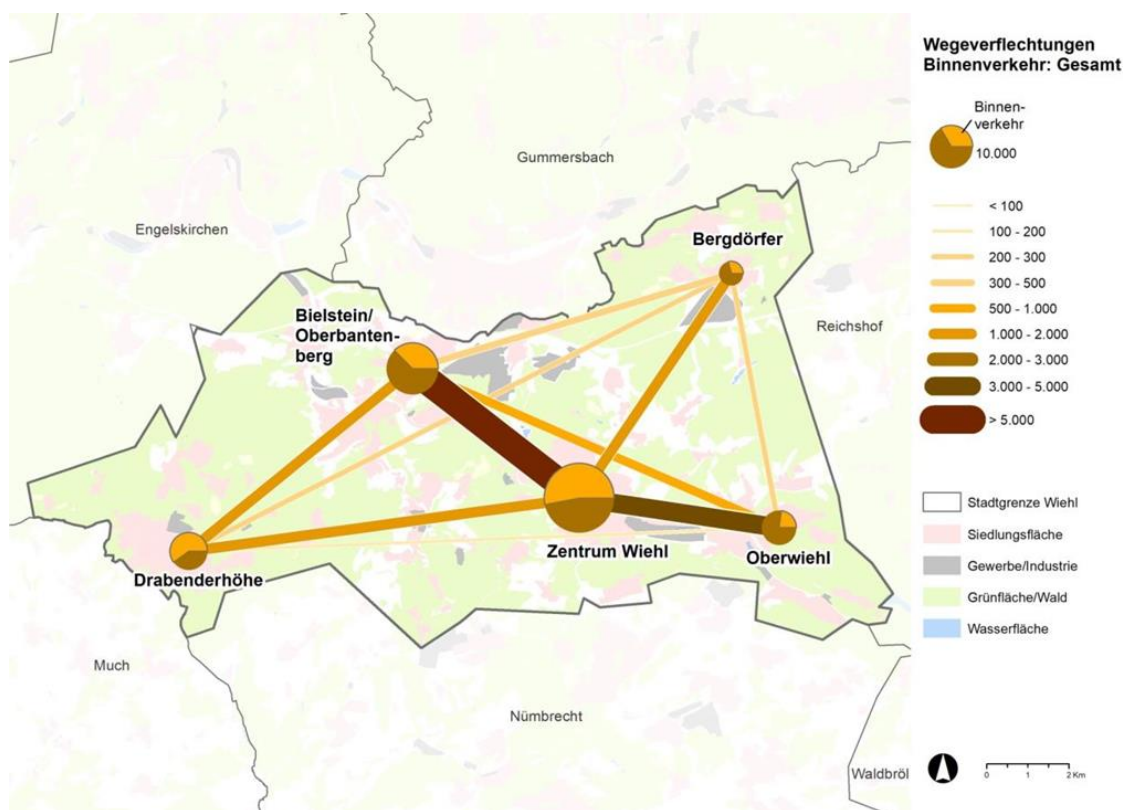 Gummersbach
Engelskirchen
Bergdörfer
Bielstein/
Oberbanten-
berg
Reichshof
Zentrum Wiehl
Oberwiehl
Drabenderhöhe
Much
Nümbrecht
Waldbröl
Wegeverflechtungen
Binnenverkehr: Gesamt
Binnen-
verkehr
10.000
< 100
100 - 200
200 - 300
300 - 500
500 - 1.000
1.000 - 2.000
2.000 - 3.000
3.000 - 5.000
> 5.000
Stadtgrenze Wiehl
Siedlungsfläche
Gewerbe/Industrie
Grünfläche/Wald
Wasserfläche
0 1 2 Km